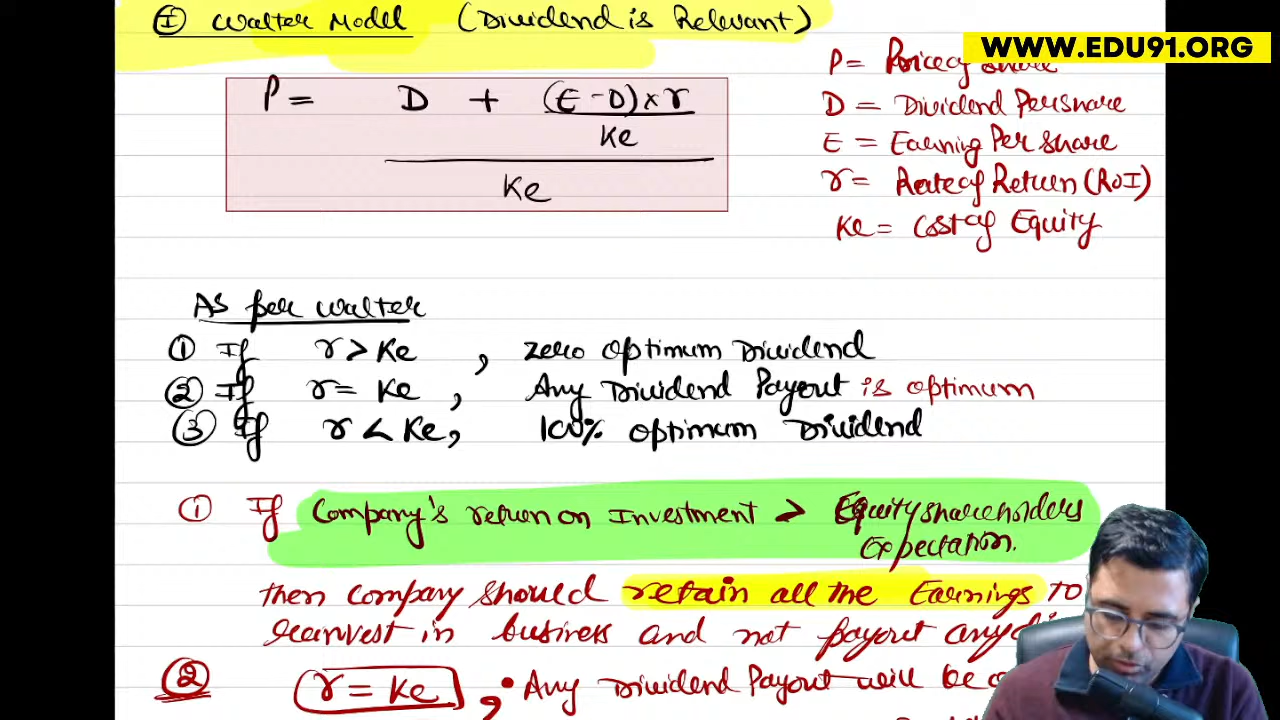 ① Walter Model (Dividend is Relevant)
WWW.EDU91.ORG
P = D + (E-D)×r
Ke
Ke
P = Price of share
D = Dividend Per share
E = Earning Per share
r = Rate of Return (ROI)
Ke = Cost of Equity
As per Walter
① If r > Ke, zero optimum Dividend
② If r = Ke, Any Dividend Payout is optimum
③ If r < Ke, 100% optimum Dividend
① If Company's return on Investment > Equity shareholders
Expectation.
then company should retain all the Earnings to
reinvest in business and not payout any
② r = Ke, Any Dividend Payout will be